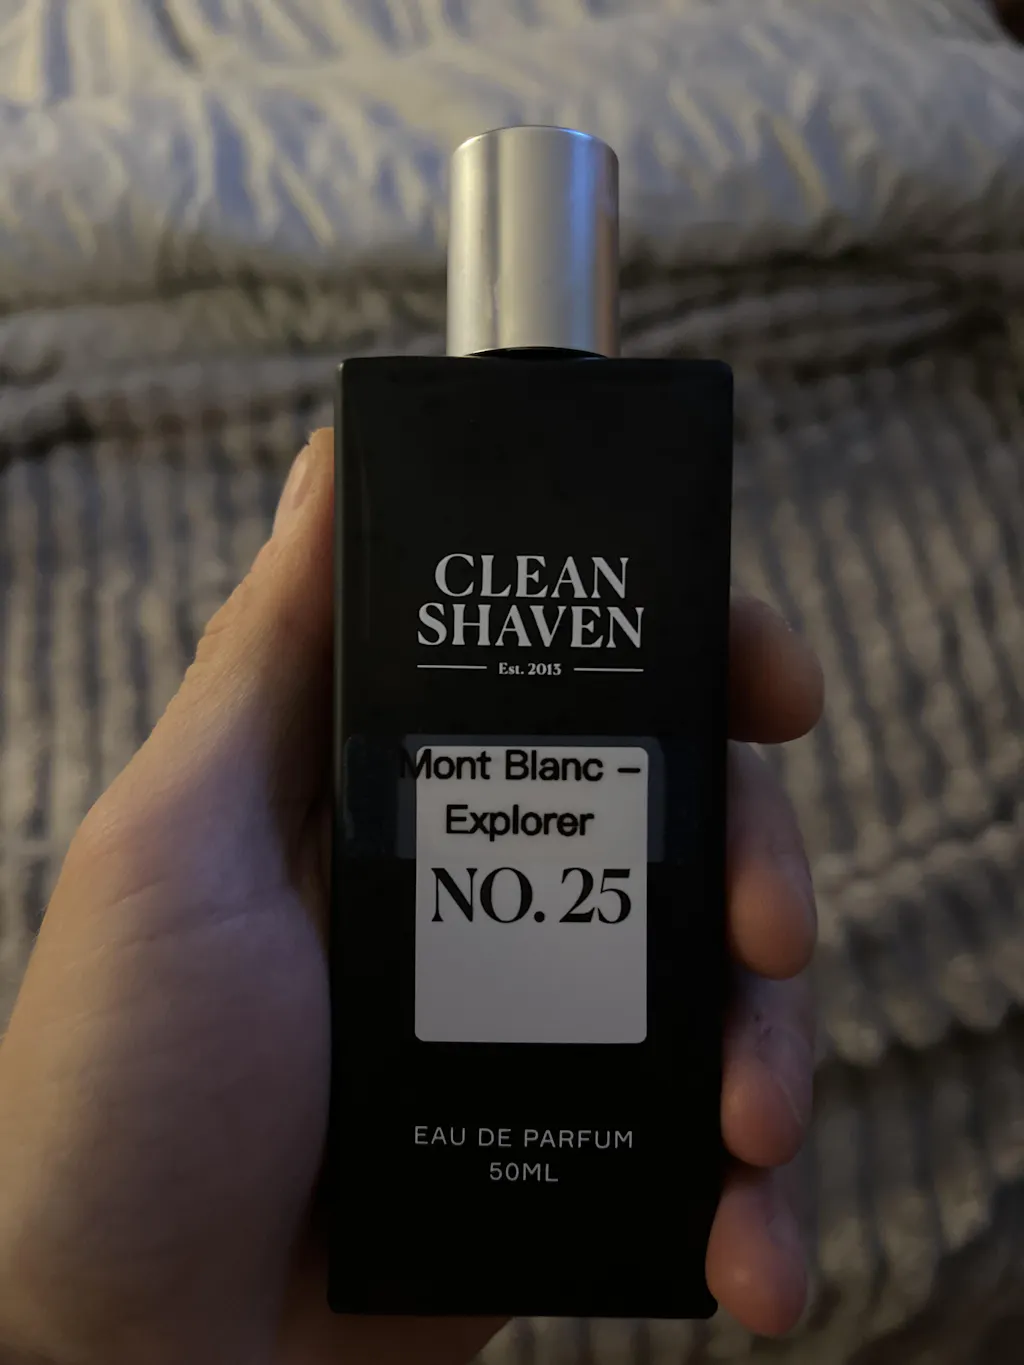 CLEAN
SHAVEN
Est. 2013
Mont Blanc –
Explorer
NO. 25
EAU DE PARFUM
50ML